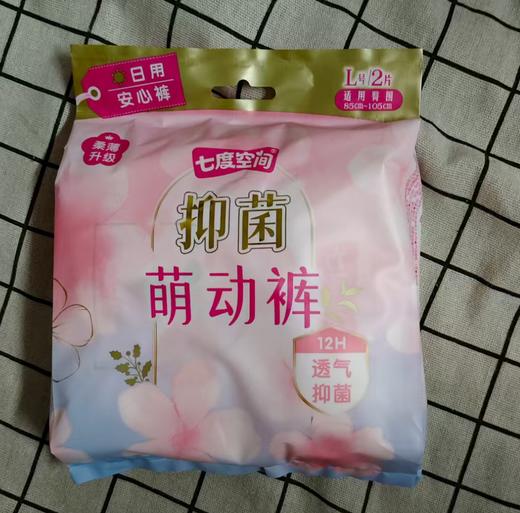 日用
安心裤
L号/2片
适用臀围
85cm~105cm
柔薄
升级
七度空间®
抑菌
萌动裤
12H
透气
抑菌